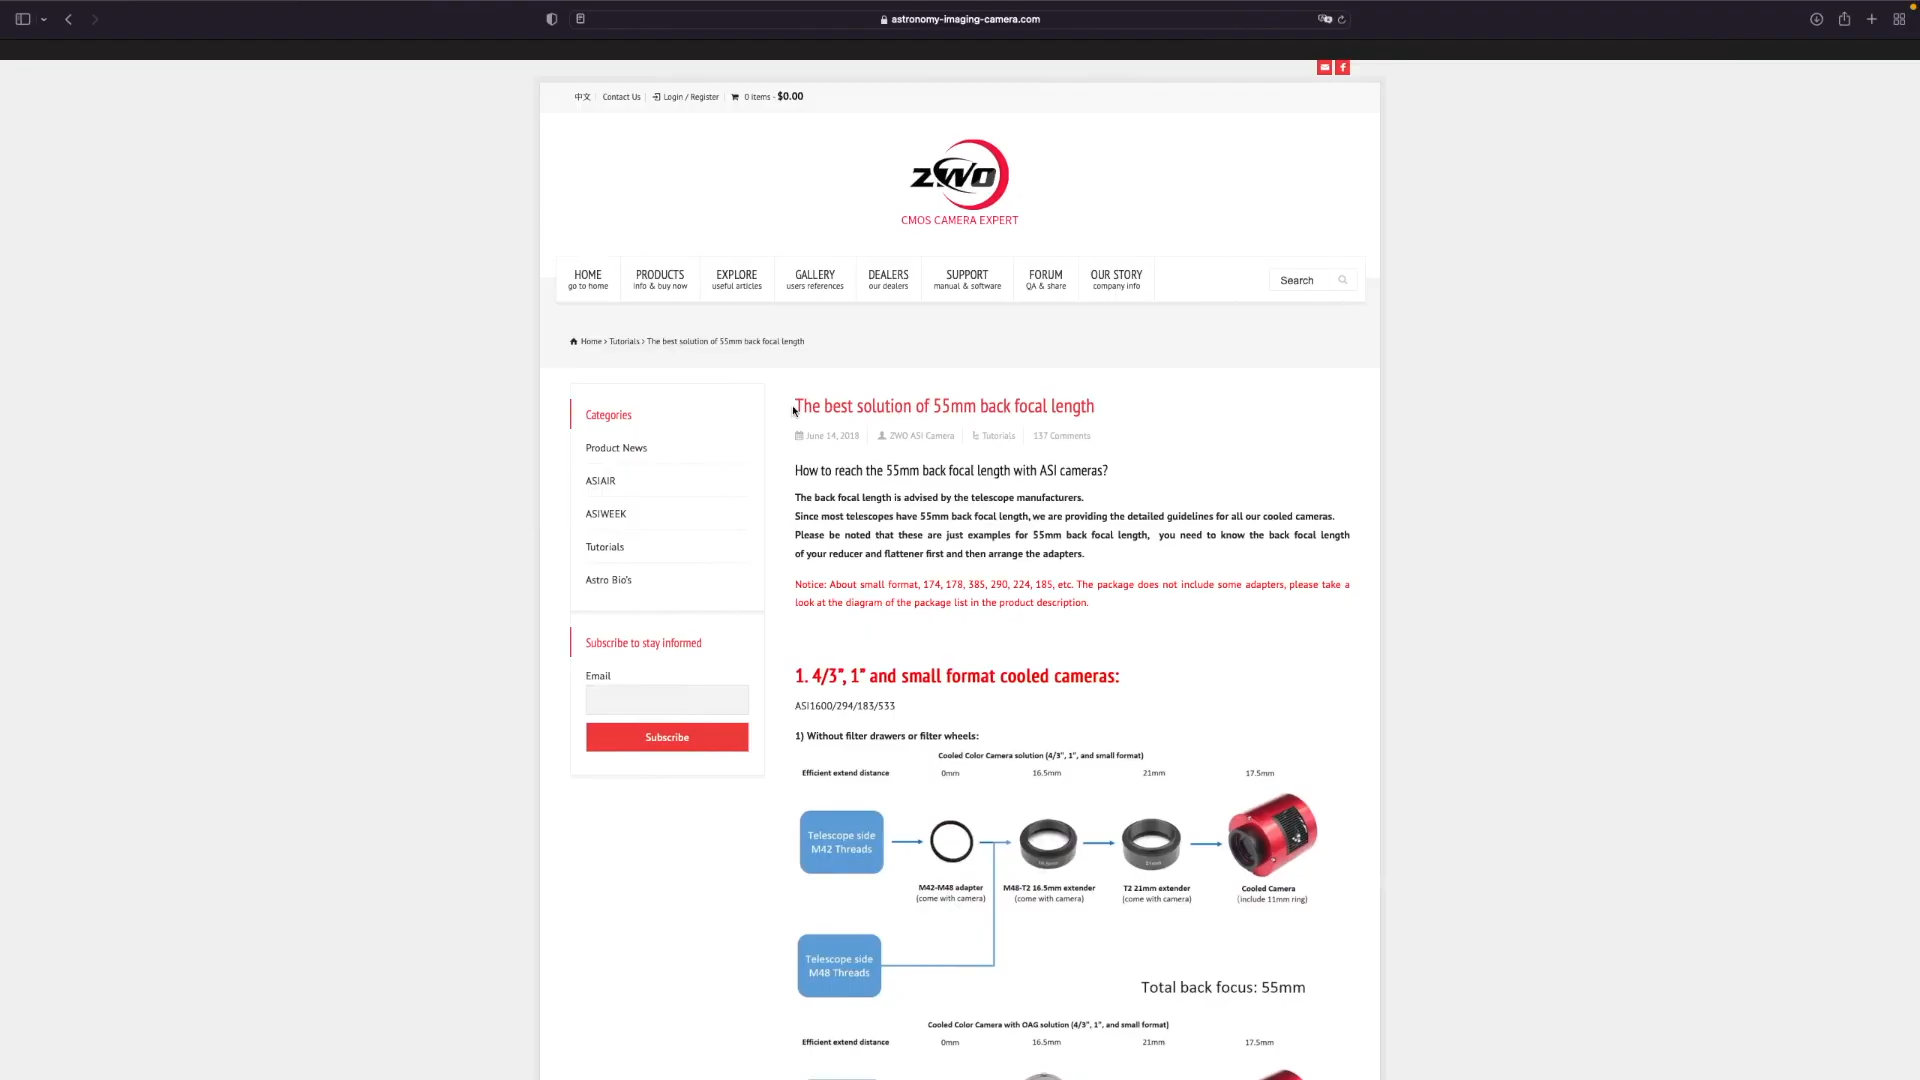 astronomy-imaging-camera.com
中文 Contact Us Login / Register 0 items - $0.00
ZWO
CMOS CAMERA EXPERT
HOME PRODUCTS EXPLORE GALLERY DEALERS SUPPORT FORUM OUR STORY
go to home info & buy now useful articles users references our dealers manual & software QA & share company info
Search
Home › Tutorials › The best solution of 55mm back focal length
Categories
Product News
ASIAIR
ASIWEEK
Tutorials
Astro Bio's
Subscribe to stay informed
Email
Subscribe
The best solution of 55mm back focal length
June 14, 2018 ZWO ASI Camera Tutorials 137 Comments
How to reach the 55mm back focal length with ASI cameras?
The back focal length is advised by the telescope manufacturers.
Since most telescopes have 55mm back focal length, we are providing the detailed guidelines for all our cooled cameras.
Please be noted that these are just examples for 55mm back focal length, you need to know the back focal length
of your reducer and flattener first and then arrange the adapters.
Notice: About small format, 174, 178, 385, 290, 224, 185, etc. The package does not include some adapters, please take a
look at the diagram of the package list in the product description.
1. 4/3", 1" and small format cooled cameras:
ASI1600/294/183/533
1) Without filter drawers or filter wheels:
Cooled Color Camera solution (4/3", 1", and small format)
Efficient extend distance 0mm 16.5mm 21mm 17.5mm
Telescope side
M42 Threads
M42-M48 adapter M48-T2 16.5mm extender T2 21mm extender Cooled Camera
(come with camera) (come with camera) (come with camera) (include 11mm ring)
Telescope side
M48 Threads
Total back focus: 55mm
Cooled Color Camera with OAG solution (4/3", 1", and small format)
Efficient extend distance 0mm 16.5mm 21mm 17.5mm